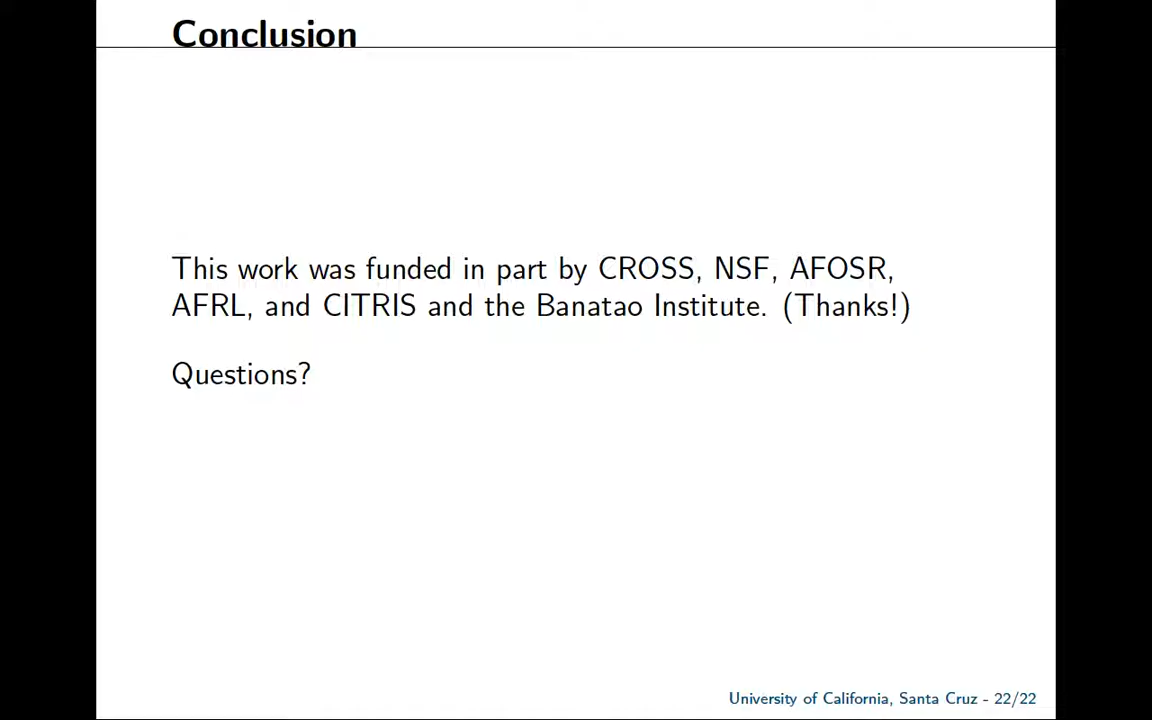 Conclusion
This work was funded in part by CROSS, NSF, AFOSR,
AFRL, and CITRIS and the Banatao Institute. (Thanks!)
Questions?
University of California, Santa Cruz - 22/22